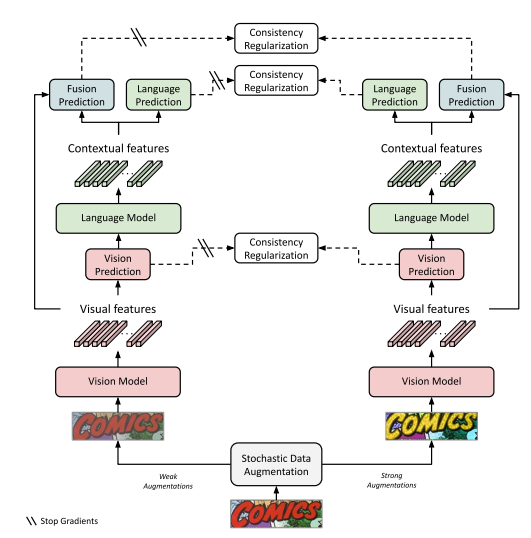 Consistency
Regularization
Consistency
Regularization
Fusion
Prediction
Language
Prediction
Language
Prediction
Fusion
Prediction
Contextual features
Contextual features
Language Model
Language Model
Vision
Prediction
Consistency
Regularization
Vision
Prediction
Visual features
Visual features
Vision Model
Vision Model
COMICS
COMICS
Stochastic Data
Augmentation
Weak
Augmentations
Strong
Augmentations
COMICS
Stop Gradients